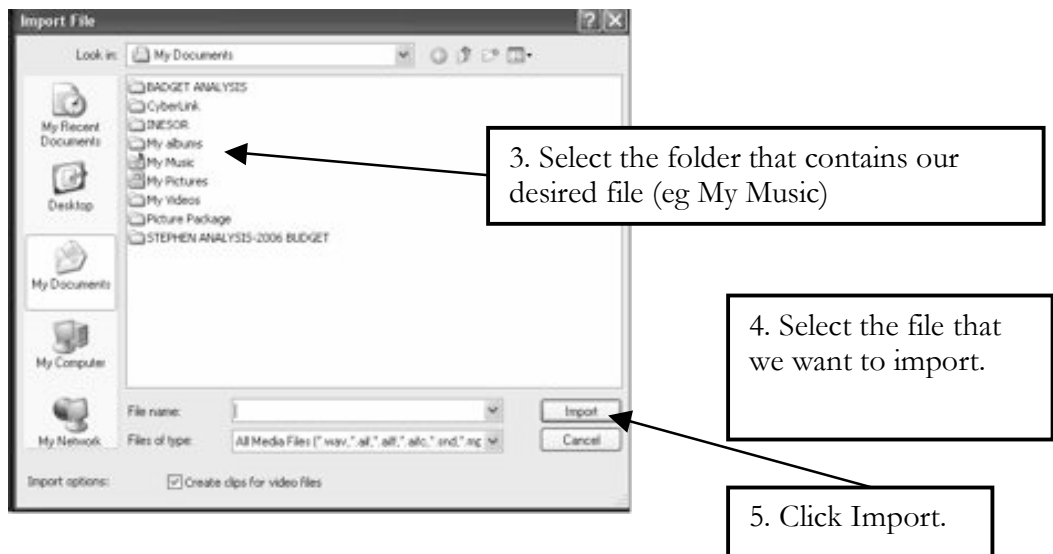 Import File
Look in: My Documents
BADGET ANALYSIS
CyberLink
INESOR
My albums
My Music
My Pictures
My Videos
Picture Package
STEPHEN ANALYSIS-2006 BUDGET
My Recent
Documents
Desktop
My Documents
My Computer
My Network
3. Select the folder that contains our
desired file (eg My Music)
4. Select the file that
we want to import.
File name:
Import
Files of type: All Media Files (*.wav,*.aif,*.aiff,*.aifc,*.snd,*.mp
Cancel
Import options: Create clips for video files
5. Click Import.